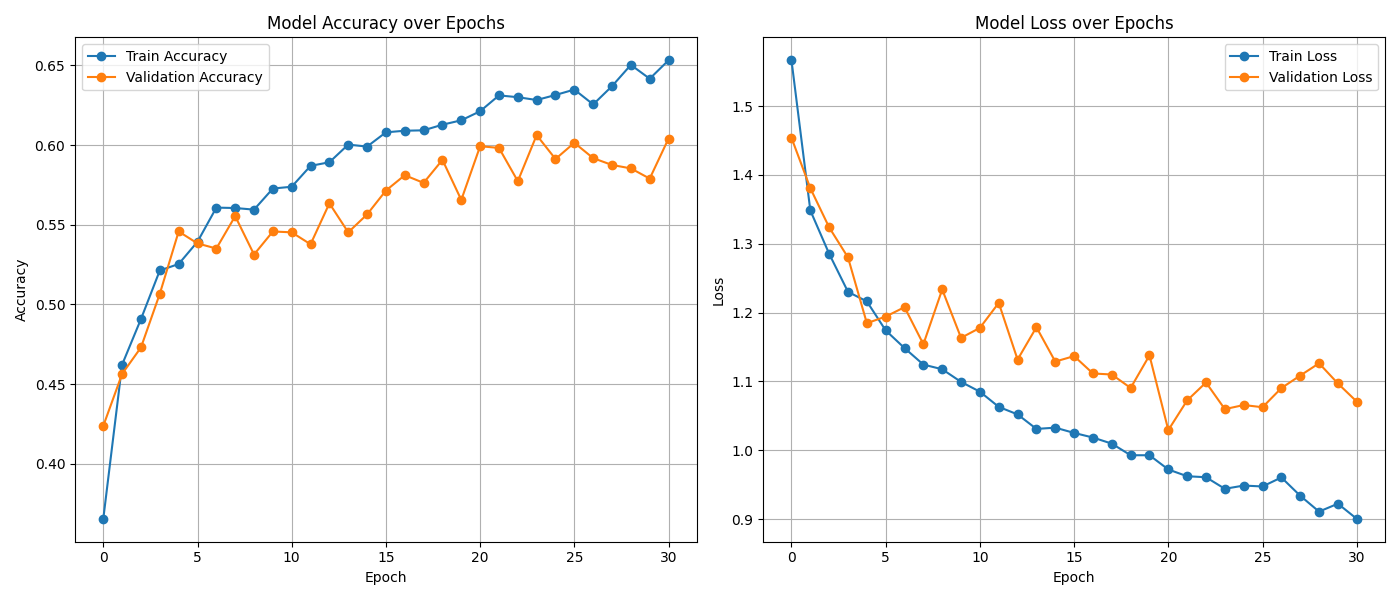 Model Accuracy over Epochs
Train Accuracy
Validation Accuracy
0.65
0.60
0.55
0.50
0.45
0.40
Accuracy
0 5 10 15 20 25 30
Epoch
Model Loss over Epochs
Train Loss
Validation Loss
1.5
1.4
1.3
1.2
1.1
1.0
0.9
Loss
0 5 10 15 20 25 30
Epoch